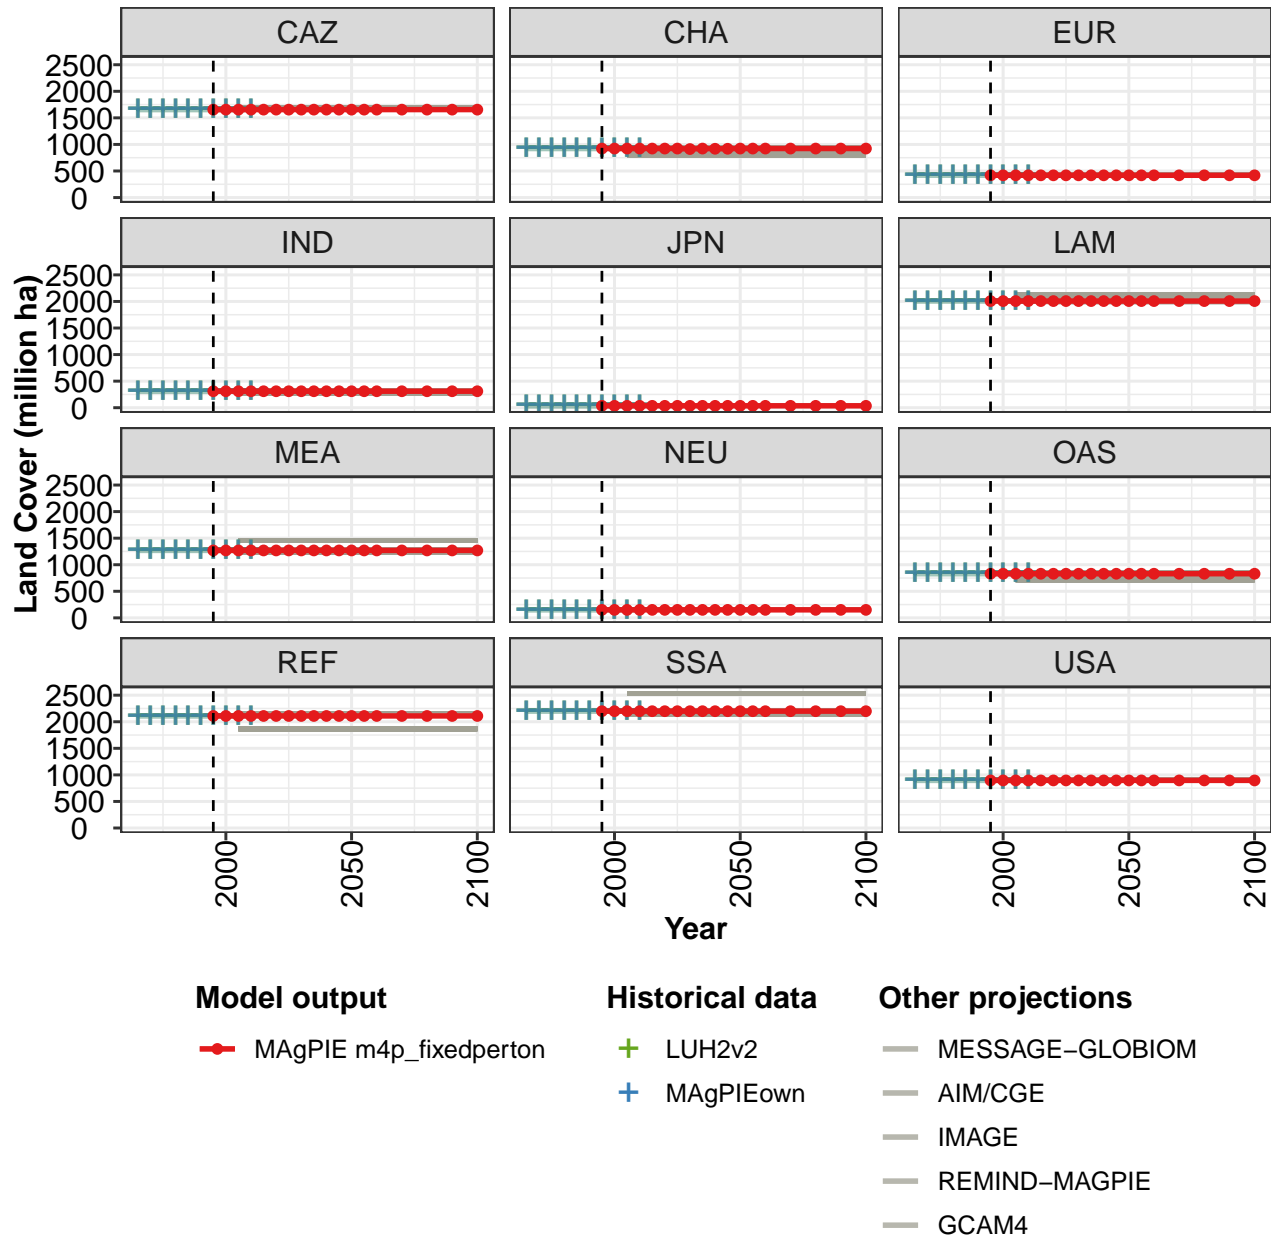 CAZ CHA EUR
2500
2000
1500
1000
500
0
IND JPN LAM
2500
2000
1500
1000
500
0
MEA NEU OAS
2500
2000
1500
1000
500
0
REF SSA USA
2500
2000
1500
1000
500
0
Land Cover (million ha)
2000 2050 2100 2000 2050 2100 2000 2050 2100
Year
Model output
MAgPIE m4p_fixedperton
Historical data
LUH2v2
MAgPIEown
Other projections
MESSAGE−GLOBIOM
AIM/CGE
IMAGE
REMIND−MAGPIE
GCAM4